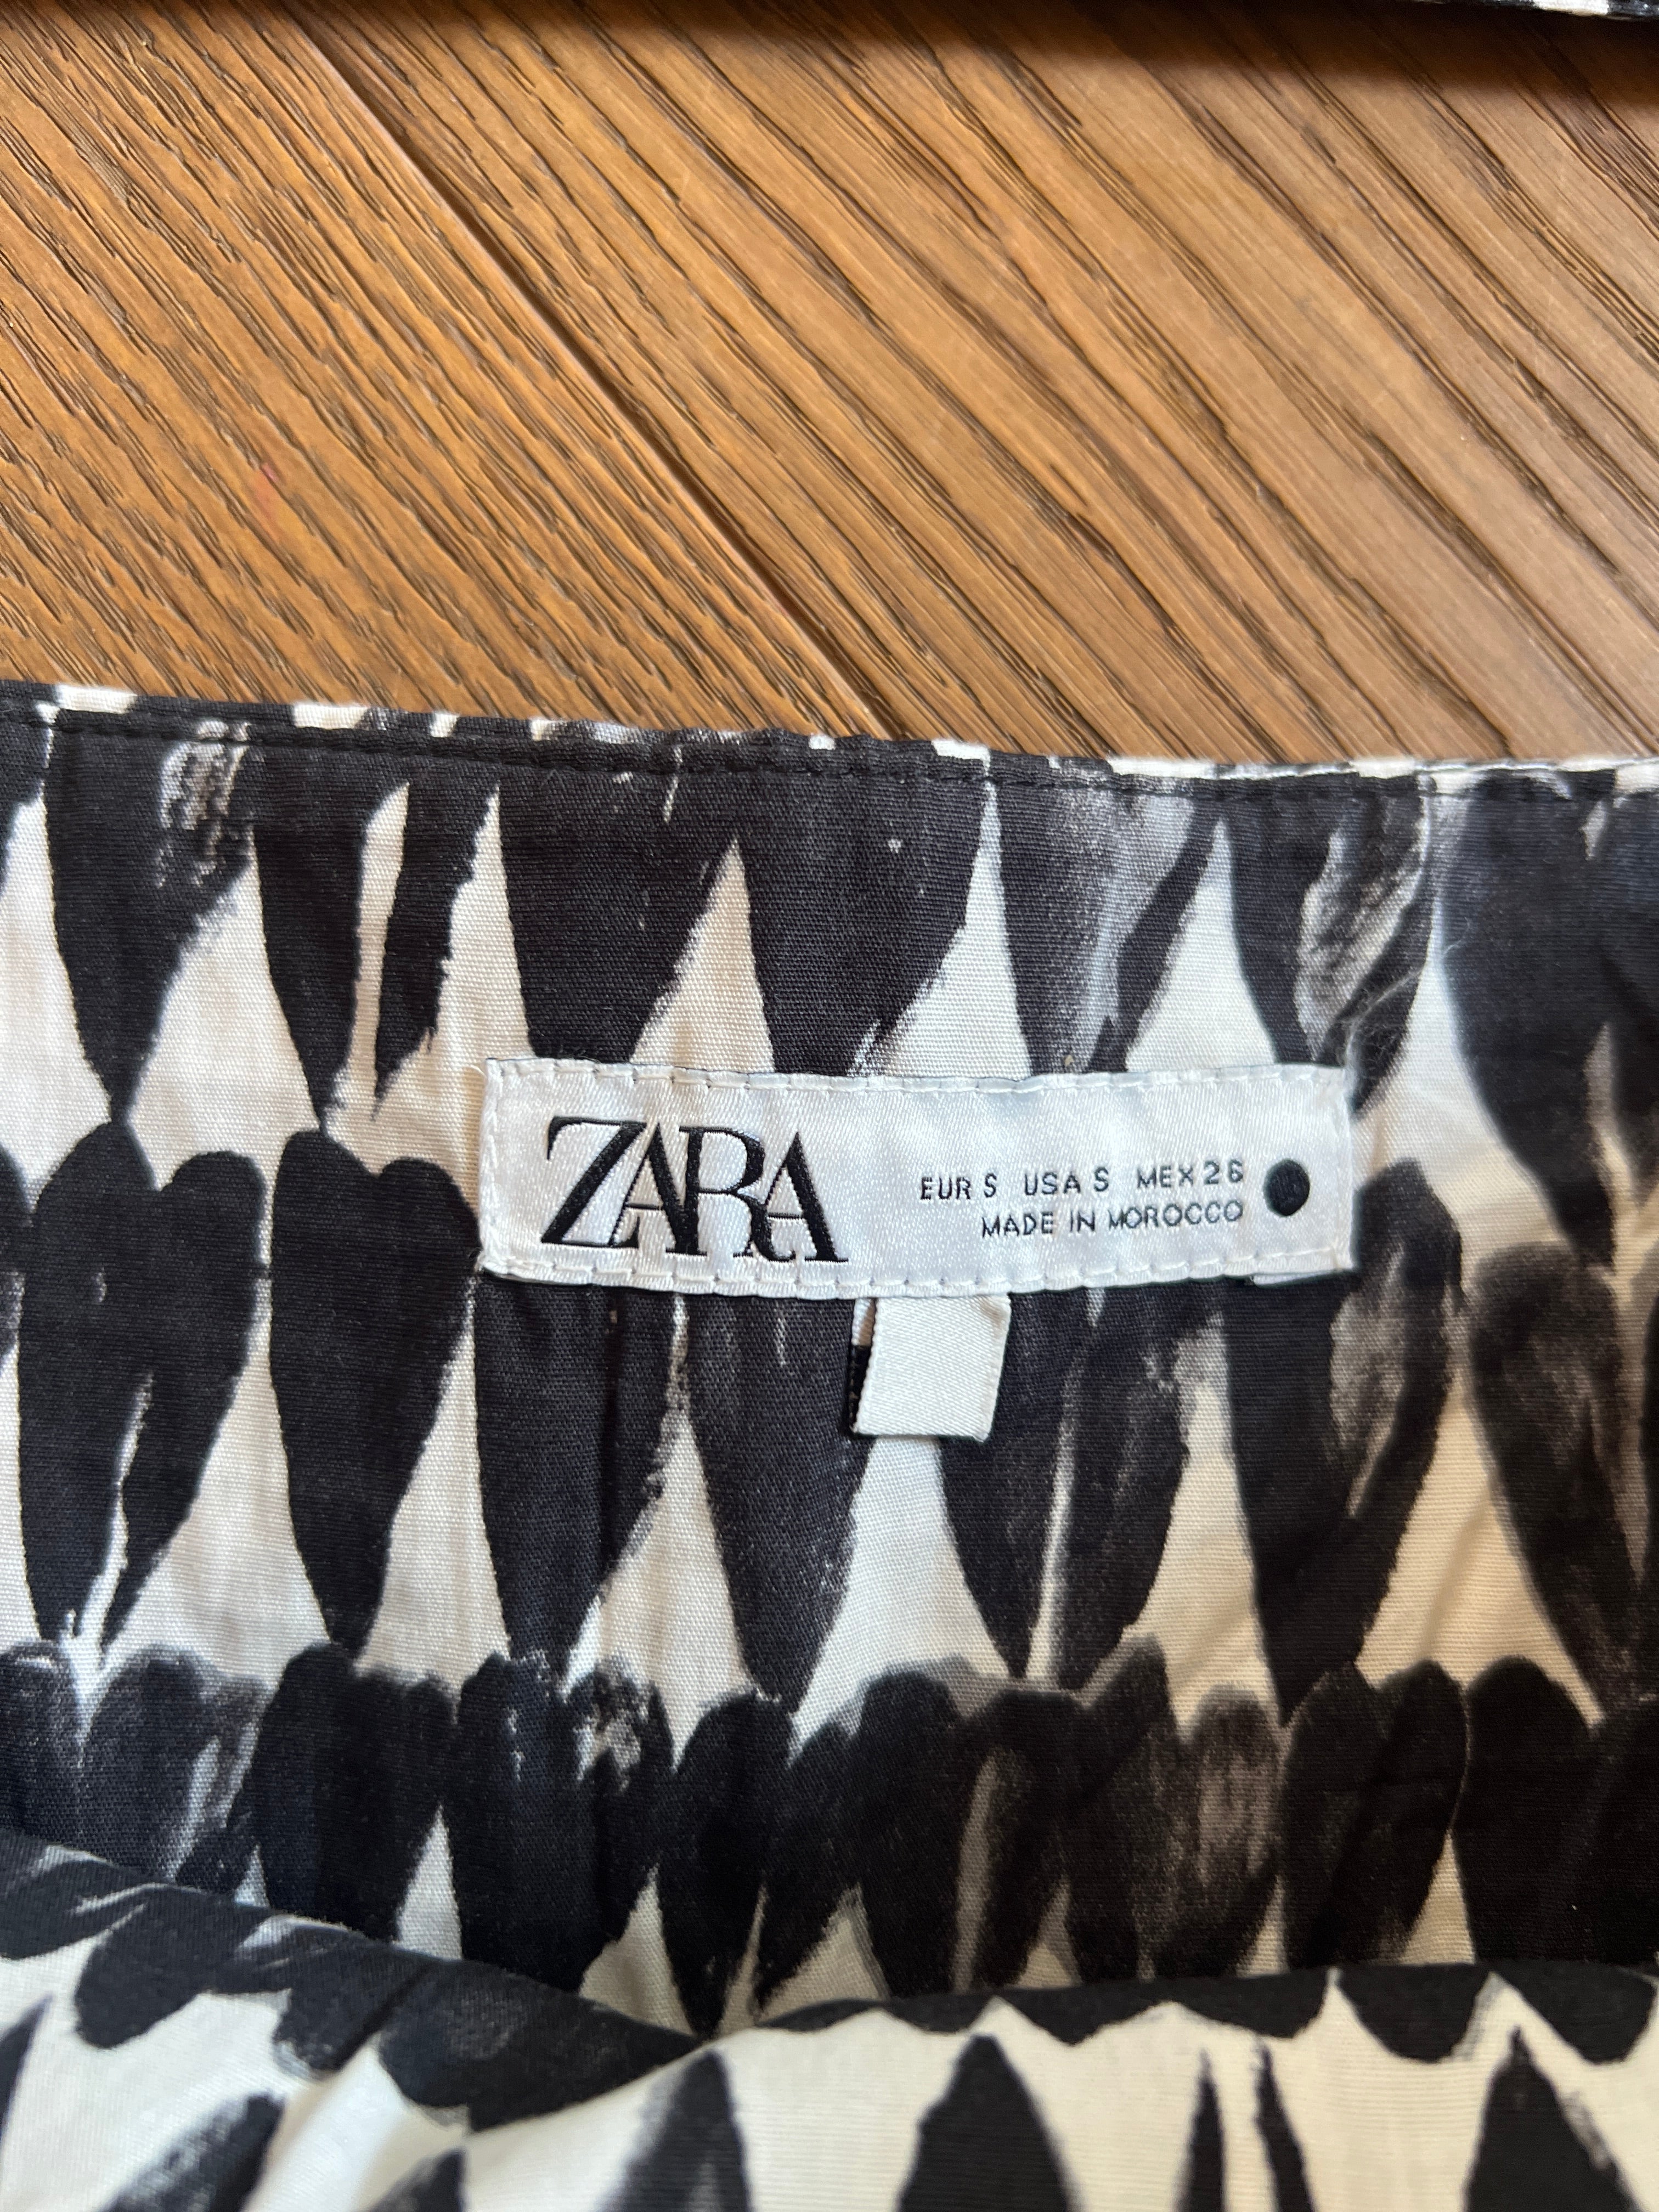 ZARA
EUR S USA S MEX 26
MADE IN MOROCCO